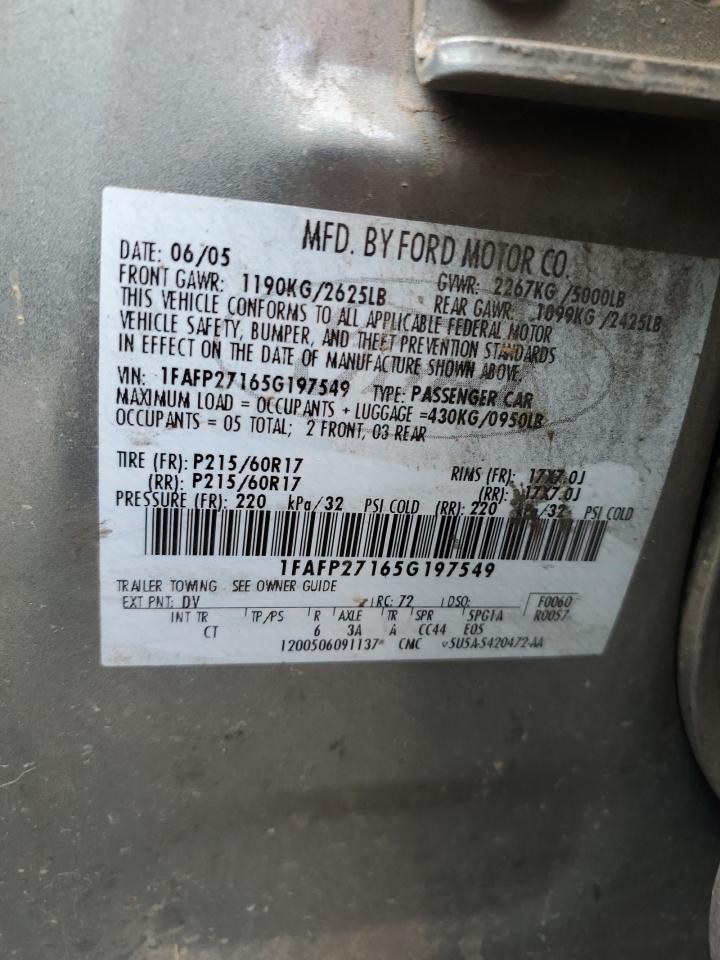 MFD. BY FORD MOTOR CO.
DATE: 06/05 GVWR: 2267KG /5000LB
FRONT GAWR: 1190KG/2625LB REAR GAWR: 1099KG /2425LB
THIS VEHICLE CONFORMS TO ALL APPLICABLE FEDERAL MOTOR
VEHICLE SAFETY, BUMPER, AND THEFT PREVENTION STANDARDS
IN EFFECT ON THE DATE OF MANUFACTURE SHOWN ABOVE.
VIN: 1FAFP27165G197549 TYPE: PASSENGER CAR
MAXIMUM LOAD = OCCUPANTS + LUGGAGE =430KG/0950LB
OCCUPANTS = 05 TOTAL; 2 FRONT, 03 REAR
TIRE (FR): P215/60R17 RIMS (FR): 17X7.0J
(RR): P215/60R17 (RR): 17X7.0J
PRESSURE (FR): 220 kPa/32 PSI COLD (RR): 220 kPa/32 PSI COLD
1FAFP27165G197549
TRAILER TOWING - SEE OWNER GUIDE
EXT PNT: DV RC: 72 DSO: F0060
INT TR TP/PS R AXLE TR SPR 5PG1A R0057
CT 6 3A A CC44 E05
1200506091137* CMC v5U5A-5420472-AA